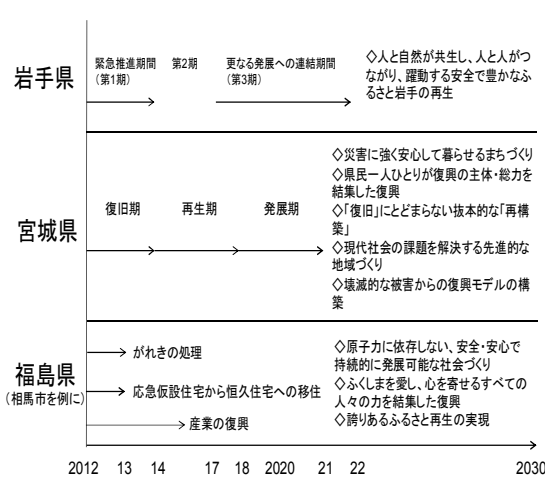 岩手県
緊急推進期間
(第1期)
第2期
更なる発展への連結期間
(第3期)
◇人と自然が共生し、人と人がつ
ながり、躍動する安全で豊かなふ
るさと岩手の再生
宮城県
復旧期
再生期
発展期
◇災害に強く安心して暮らせるまちづくり
◇県民一人ひとりが復興の主体・総力を
結集した復興
◇「復旧」にとどまらない抜本的な「再構
築」
◇現代社会の課題を解決する先進的な
地域づくり
◇壊滅的な被害からの復興モデルの構
築
福島県
(相馬市を例に)
がれきの処理
応急仮設住宅から恒久住宅への移住
産業の復興
◇原子力に依存しない、安全・安心で
持続的に発展可能な社会づくり
◇ふくしまを愛し、心を寄せるすべての
人々の力を結集した復興
◇誇りあるふるさと再生の実現
2012 13 14 17 18 2020 21 22 2030